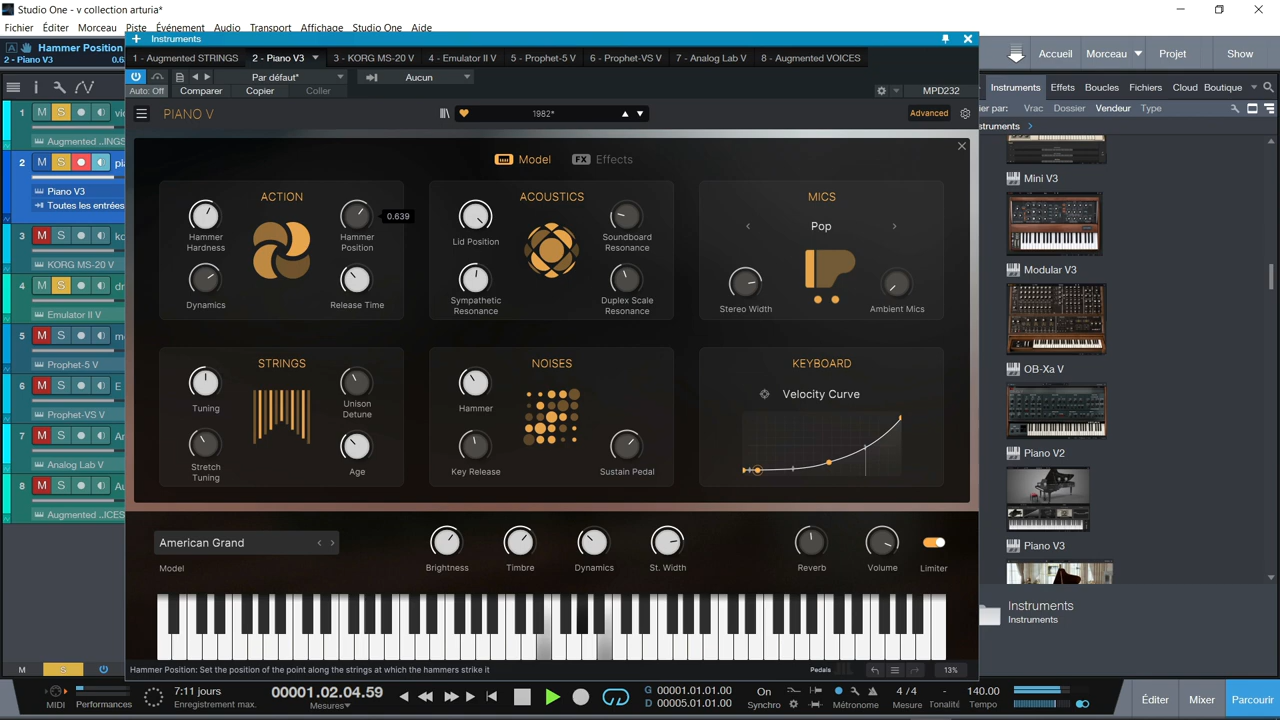 Studio One - v collection arturia*
Fichier Éditer Morceau Piste Événement Audio Transport Affichage Studio One Aide
Hammer Position
2 - Piano V3
Instruments
1 - Augmented STRINGS 2 - Piano V3 3 - KORG MS-20 V 4 - Emulator II V 5 - Prophet-5 V 6 - Prophet-VS V 7 - Analog Lab V 8 - Augmented VOICES
Par défaut* Aucun
Auto: Off Comparer Copier Coller MPD232
PIANO V 1982* Advanced
Model FX Effects
ACTION
Hammer Hardness
0.639
Hammer Position
Dynamics
Release Time
ACOUSTICS
Lid Position
Soundboard Resonance
Sympathetic Resonance
Duplex Scale Resonance
MICS
Pop
Stereo Width
Ambient Mics
STRINGS
Tuning
Unison Detune
Stretch Tuning
Age
NOISES
Hammer
Key Release
Sustain Pedal
KEYBOARD
Velocity Curve
American Grand
Model
Brightness Timbre Dynamics St. Width Reverb Volume Limiter
Hammer Position: Set the position of the point along the strings at which the hammers strike it
Pedals 13%
1 M S
Augmented ...INGS
2 M S
Piano V3
Toutes les entrées
3 M S
KORG MS-20 V
4 M S
Emulator II V
5 M S
Prophet-5 V
6 M S E
Prophet-VS V
7 M S
Analog Lab V
8 M S
Augmented ...ICES
M S
Accueil Morceau Projet Show
Instruments Effets Boucles Fichiers Cloud Boutique
Vrac Dossier Vendeur Type
Mini V3
Modular V3
OB-Xa V
Piano V2
Piano V3
Instruments
Instruments
MIDI Performances
7:11 jours
Enregistrement max.
00001.02.04.59
Mesures
G 00001.01.01.00
D 00005.01.01.00
On
Synchro
Métronome
4 / 4
Mesure
-
Tonalité
140.00
Tempo
Éditer Mixer Parcourir